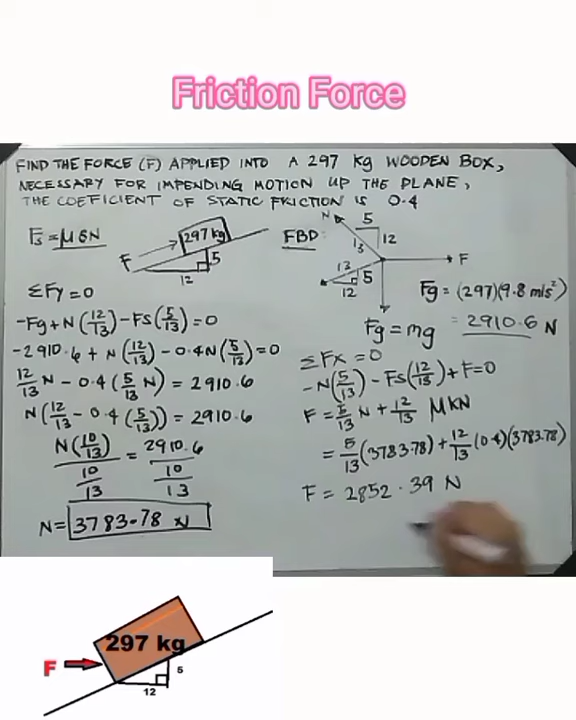 Friction Force
FIND THE FORCE (F) APPLIED INTO A 297 Kg WOODEN BOX,
NECESSARY FOR IMPENDING MOTION UP THE PLANE,
THE COEFICIENT OF STATIC FRICTION IS 0.4
Fs = μKN
297 kg
F
5
12
ΣFy = 0
-Fg + N(12/13) - Fs(5/13) = 0
-2910.6 + N(12/13) - 0.4N(5/13) = 0
12/13 N - 0.4(5/13 N) = 2910.6
N(12/13 - 0.4(5/13)) = 2910.6
N(10/13) / 10/13 = 2910.6 / 10/13
N = 3783.78 N
FBD:
N
5
13
12
F
13
5
12
Fg = mg
Fg = (297)(9.8 m/s²)
= 2910.6 N
ΣFx = 0
-N(5/13) - Fs(12/13) + F = 0
F = 5/13 N + 12/13 μKN
= 5/13(3783.78) + 12/13(0.4)(3783.78)
F = 2852.39 N
297 kg
F
5
12